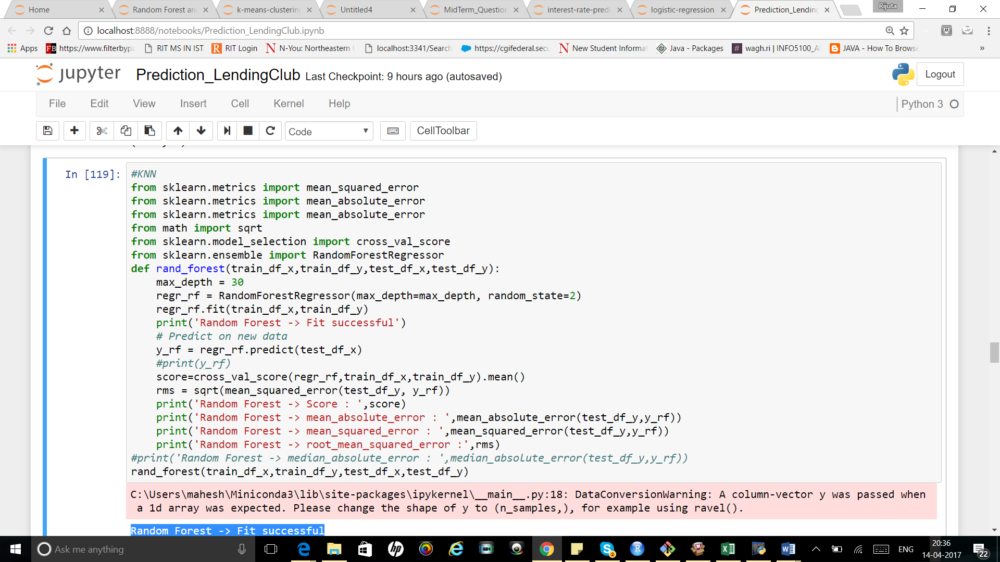 Home
Random Forest an
k-means-clustering
Untitled4
MidTerm_Question
interest-rate-predi
logistic-regression
Prediction_Lending
Rijuta
localhost:8888/notebooks/Prediction_LendingClub.ipynb
Apps
FB https://www.filterbypa
RIT MS IN IST
R RIT Login
N N-You: Northeastern U
localhost:3341/Search
https://cgifederal.secu
N New Student Informat
Java - Packages
# wagh.ri | INFO5100_A
JAVA - How To Browse
»
jupyter Prediction_LendingClub Last Checkpoint: 9 hours ago (autosaved)
Logout
File Edit View Insert Cell Kernel Help
Python 3
Code
CellToolbar
In [119]:
#KNN
from sklearn.metrics import mean_squared_error
from sklearn.metrics import mean_absolute_error
from sklearn.metrics import mean_absolute_error
from math import sqrt
from sklearn.model_selection import cross_val_score
from sklearn.ensemble import RandomForestRegressor
def rand_forest(train_df_x,train_df_y,test_df_x,test_df_y):
    max_depth = 30
    regr_rf = RandomForestRegressor(max_depth=max_depth, random_state=2)
    regr_rf.fit(train_df_x,train_df_y)
    print('Random Forest -> Fit successful')
    # Predict on new data
    y_rf = regr_rf.predict(test_df_x)
    #print(y_rf)
    score=cross_val_score(regr_rf,train_df_x,train_df_y).mean()
    rms = sqrt(mean_squared_error(test_df_y, y_rf))
    print('Random Forest -> Score : ',score)
    print('Random Forest -> mean_absolute_error : ',mean_absolute_error(test_df_y,y_rf))
    print('Random Forest -> mean_squared_error : ',mean_squared_error(test_df_y,y_rf))
    print('Random Forest -> root_mean_squared_error :',rms)
#print('Random Forest -> median_absolute_error : ',median_absolute_error(test_df_y,y_rf))
rand_forest(train_df_x,train_df_y,test_df_x,test_df_y)
C:\Users\mahesh\Miniconda3\lib\site-packages\ipykernel\__main__.py:18: DataConversionWarning: A column-vector y was passed when
 a 1d array was expected. Please change the shape of y to (n_samples,), for example using ravel().
Random Forest -> Fit successful
Ask me anything
ENG
20:36
14-04-2017
22